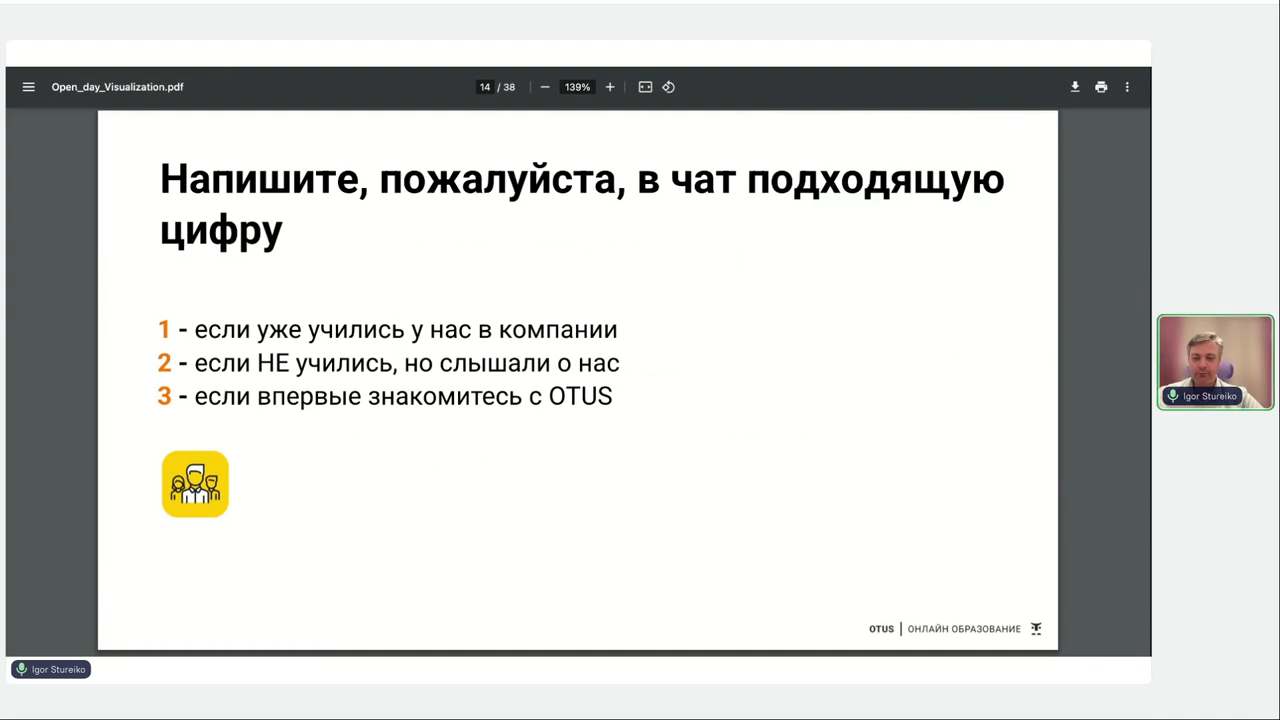 Open_day_Visualization.pdf
14 / 38
139%
Напишите, пожалуйста, в чат подходящую
цифру
1 - если уже учились у нас в компании
2 - если НЕ учились, но слышали о нас
3 - если впервые знакомитесь с OTUS
OTUS | ОНЛАЙН ОБРАЗОВАНИЕ
Igor Stureiko
Igor Stureiko